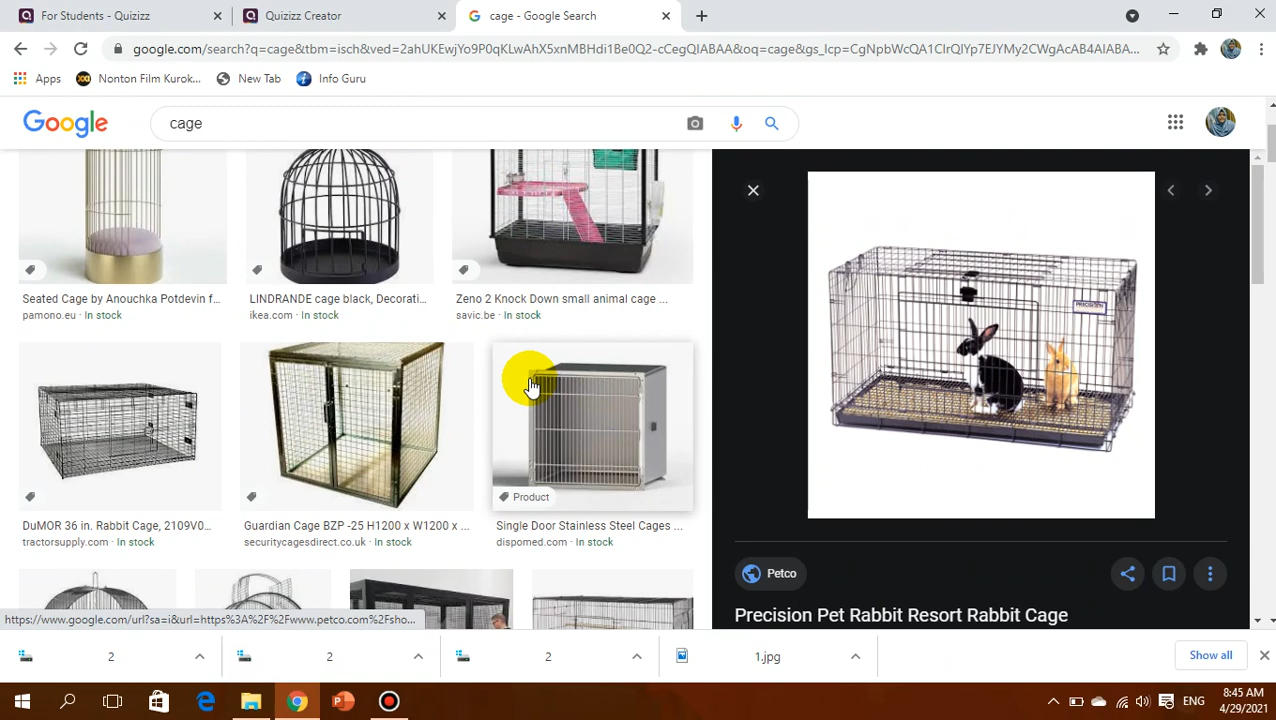 For Students - Quizizz
Quizizz Creator
cage - Google Search
google.com/search?q=cage&tbm=isch&ved=2ahUKEwjYo9P0qKLwAhX5xnMBHdi1Be0Q2-cCegQIABAA&oq=cage&gs_lcp=CgNpbWcQA1ClrQlYp7EJYMy2CWgAcAB4AIABA...
Apps
Nonton Film Kurok...
New Tab
Info Guru
Google
cage
Seated Cage by Anouchka Potdevin f...
pamono.eu - In stock
LINDRANDE cage black, Decorati...
ikea.com - In stock
Zeno 2 Knock Down small animal cage ...
savic.be - In stock
Product
DuMOR 36 in. Rabbit Cage, 2109V0...
tractorsupply.com - In stock
Guardian Cage BZP -25 H1200 x W1200 x ...
securitycagesdirect.co.uk - In stock
Single Door Stainless Steel Cages ...
dispomed.com - In stock
PRECISION
Petco
Precision Pet Rabbit Resort Rabbit Cage
https://www.google.com/url?sa=i&url=https%3A%2F%2Fwww.petco.com%2Fsho...
2
2
2
1.jpg
Show all
ENG
8:45 AM
4/29/2021